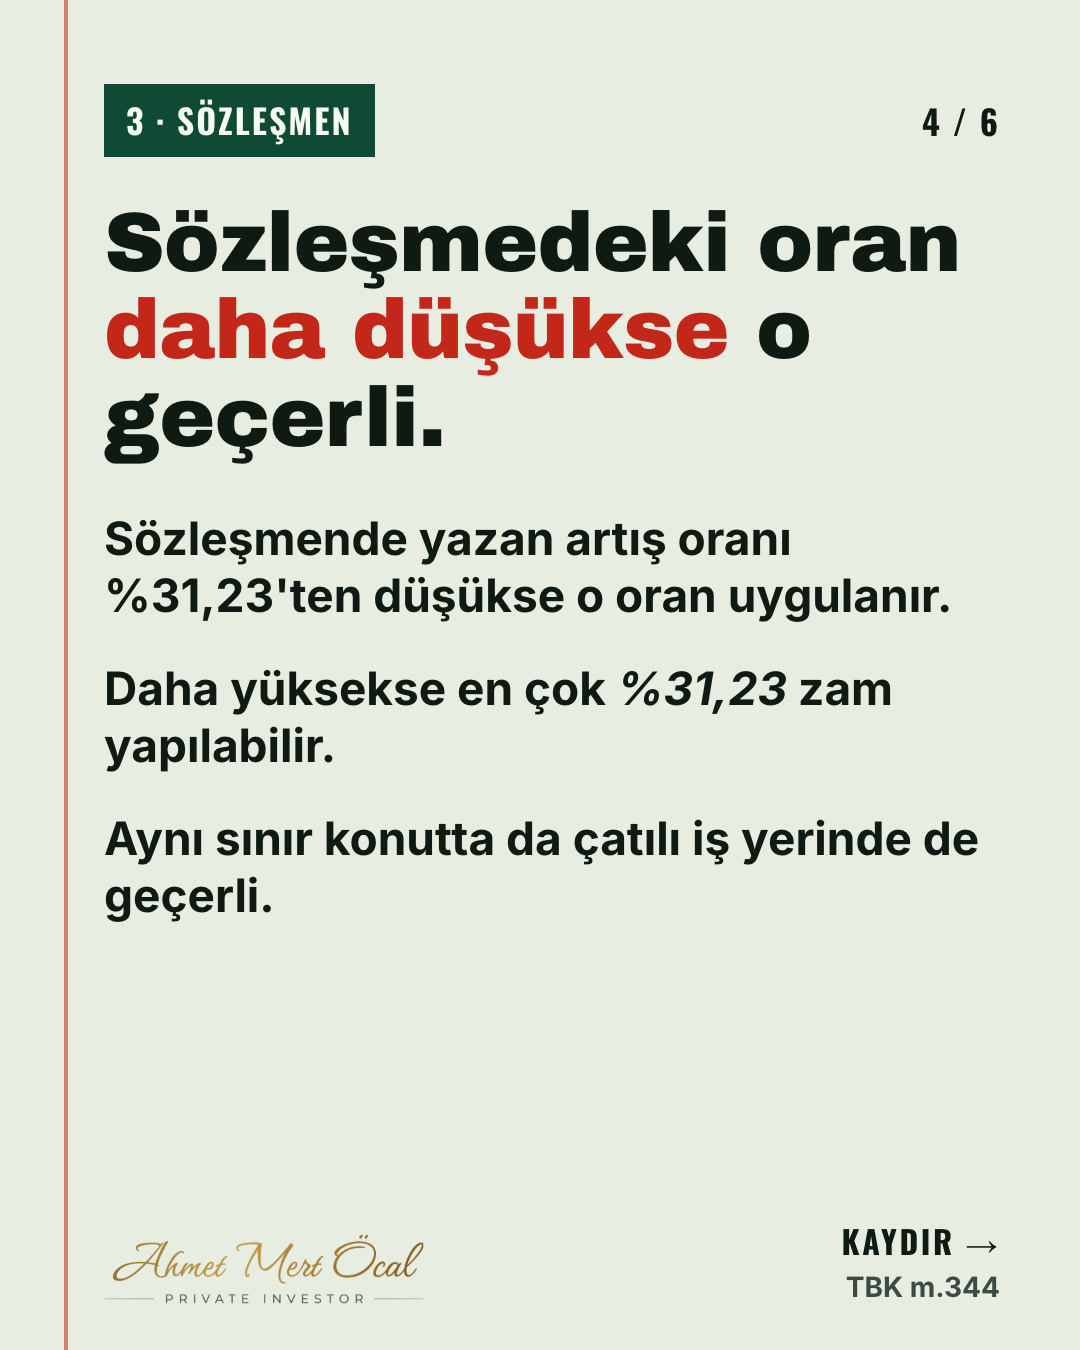 3 · SÖZLEŞMEN
4 / 6
Sözleşmedeki oran
daha düşükse o
geçerli.
Sözleşmende yazan artış oranı
%31,23'ten düşükse o oran uygulanır.
Daha yüksekse en çok %31,23 zam
yapılabilir.
Aynı sınır konutta da çatılı iş yerinde de
geçerli.
Ahmet Mert Öcal
PRIVATE INVESTOR
KAYDIR →
TBK m.344